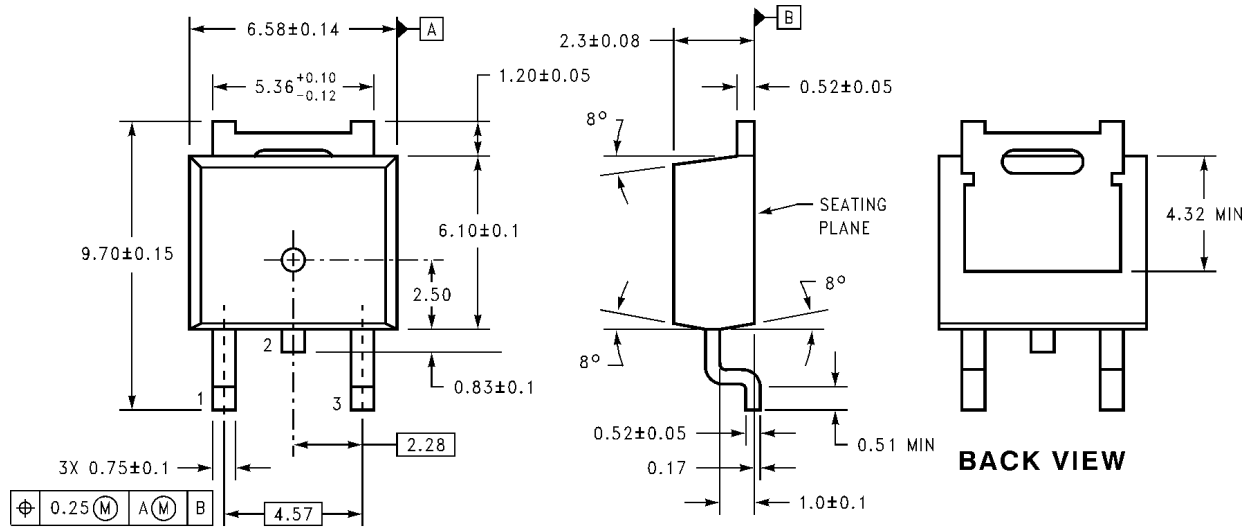 6.58±0.14
A
5.36 +0.10 -0.12
1.20±0.05
9.70±0.15
6.10±0.1
2.50
2
0.83±0.1
1
3
2.28
3X 0.75±0.1
⌖ 0.25 Ⓜ A Ⓜ B
4.57
B
2.3±0.08
0.52±0.05
8°
SEATING
PLANE
8°
8°
0.52±0.05
0.51 MIN
0.17
1.0±0.1
4.32 MIN
BACK VIEW